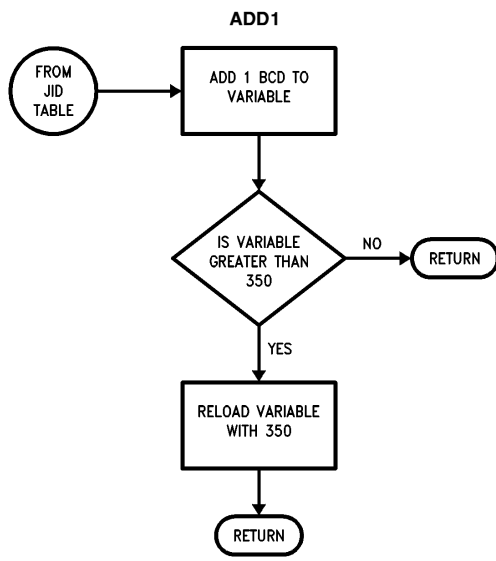 ADD1
FROM
JID
TABLE
ADD 1 BCD TO
VARIABLE
IS VARIABLE
GREATER THAN
350
NO
RETURN
YES
RELOAD VARIABLE
WITH 350
RETURN